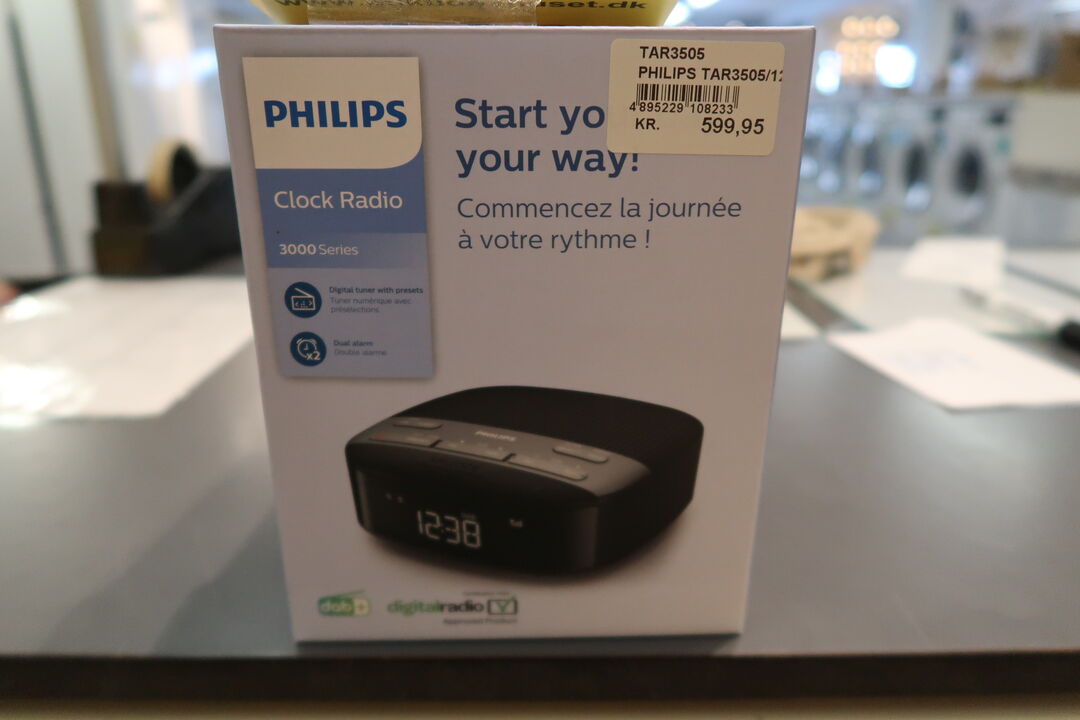 TAR3505
PHILIPS TAR3505/12
4 895229 108233
KR. 599,95
PHILIPS
Start yo
your way!
Commencez la journée
à votre rythme !
Clock Radio
3000 Series
Digital tuner with presets
Tuner numérique avec
présélections
Dual alarm
Double alarme
x2
PHILIPS
12:38
dab+
digitalradio
Approved Product